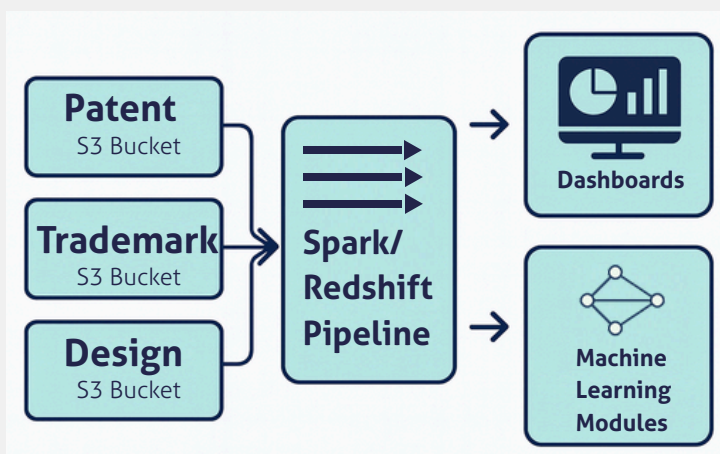 Patent
S3 Bucket
Trademark
S3 Bucket
Design
S3 Bucket
Spark/
Redshift
Pipeline
Dashboards
Machine
Learning
Modules